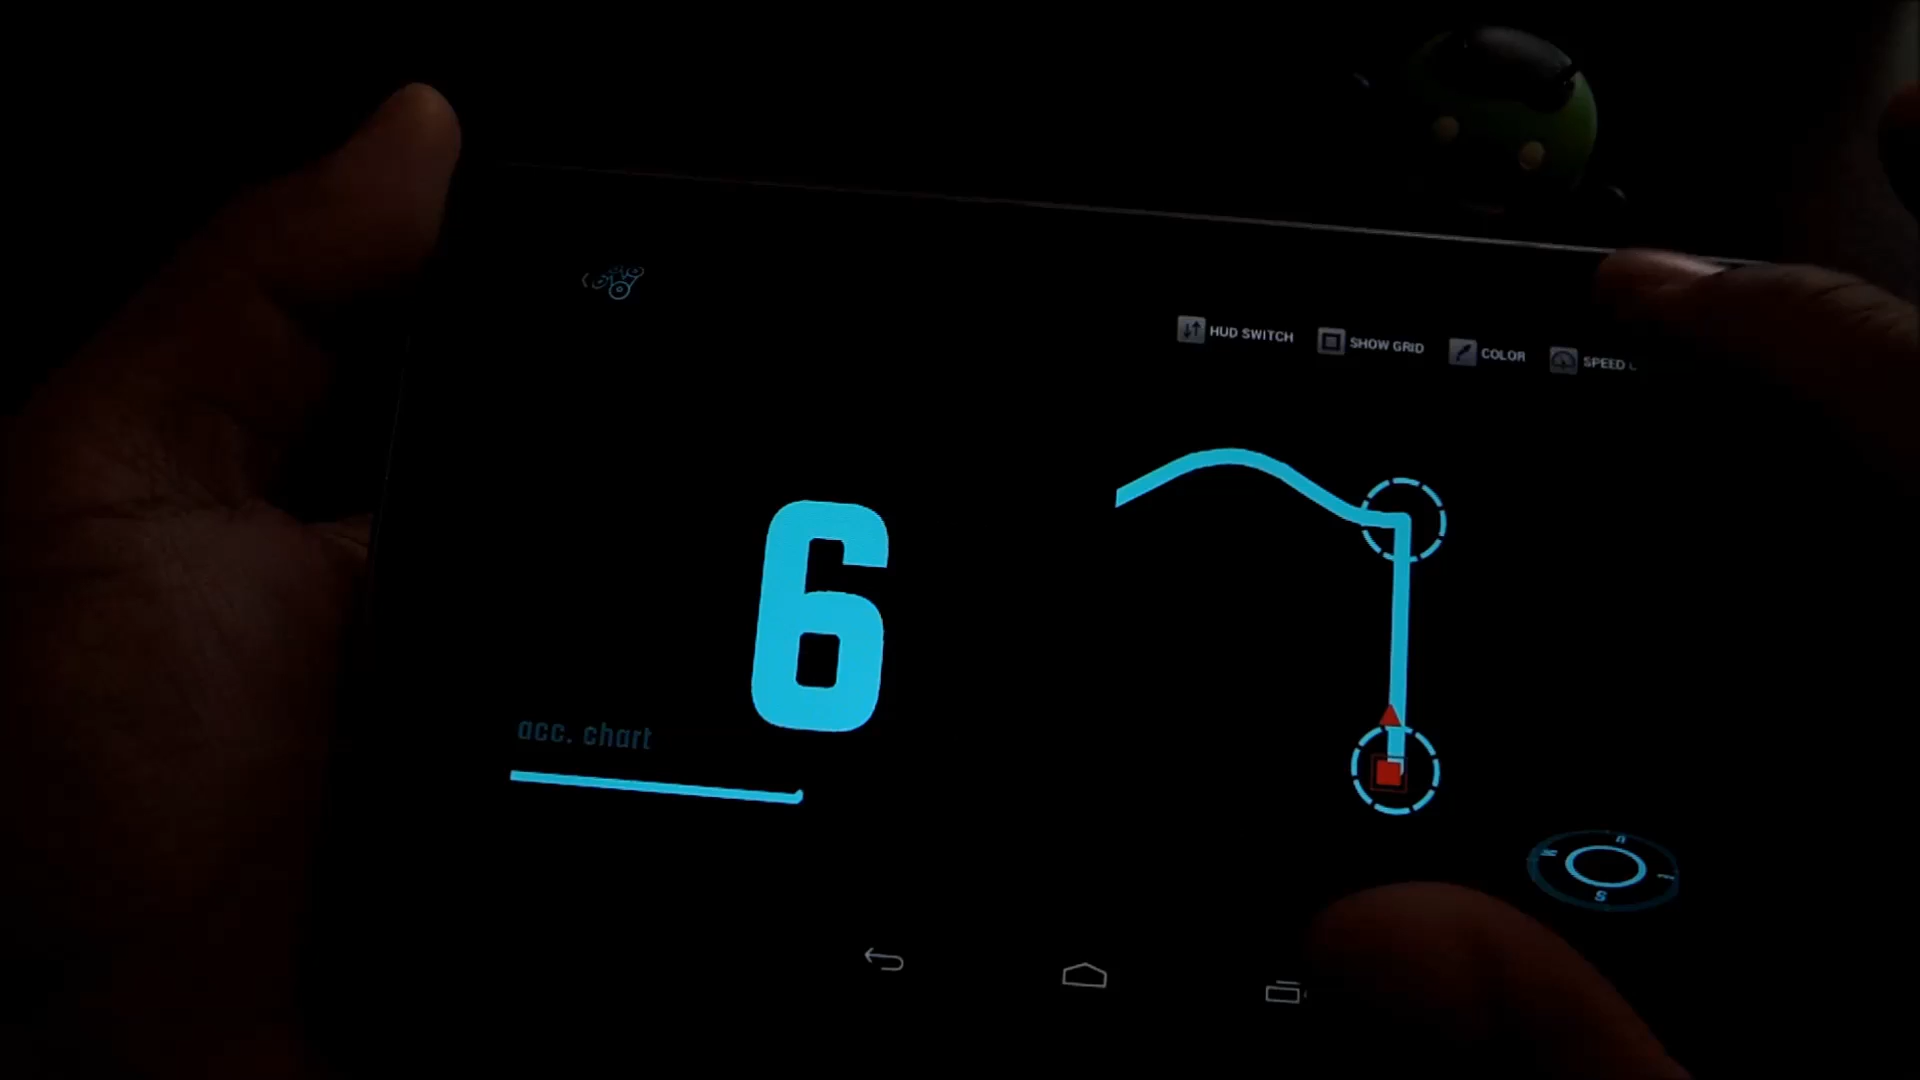 HUD SWITCH
SHOW GRID
COLOR
SPEED
6
acc. chart
n
S